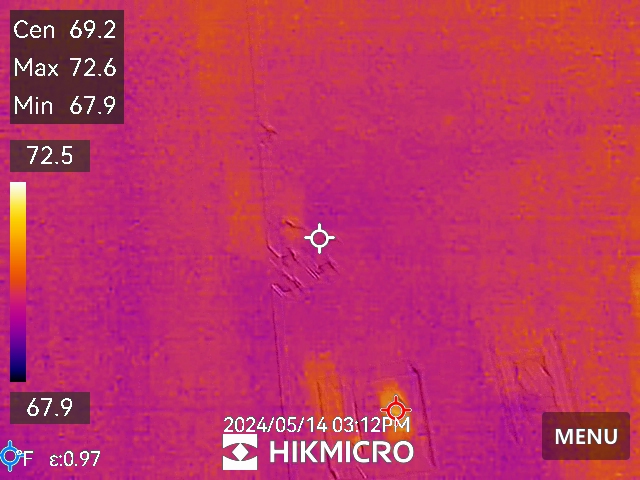 Cen 69.2
Max 72.6
Min 67.9
72.5
67.9
2024/05/14 03:12PM
HIKMICRO
MENU
°F ε:0.97